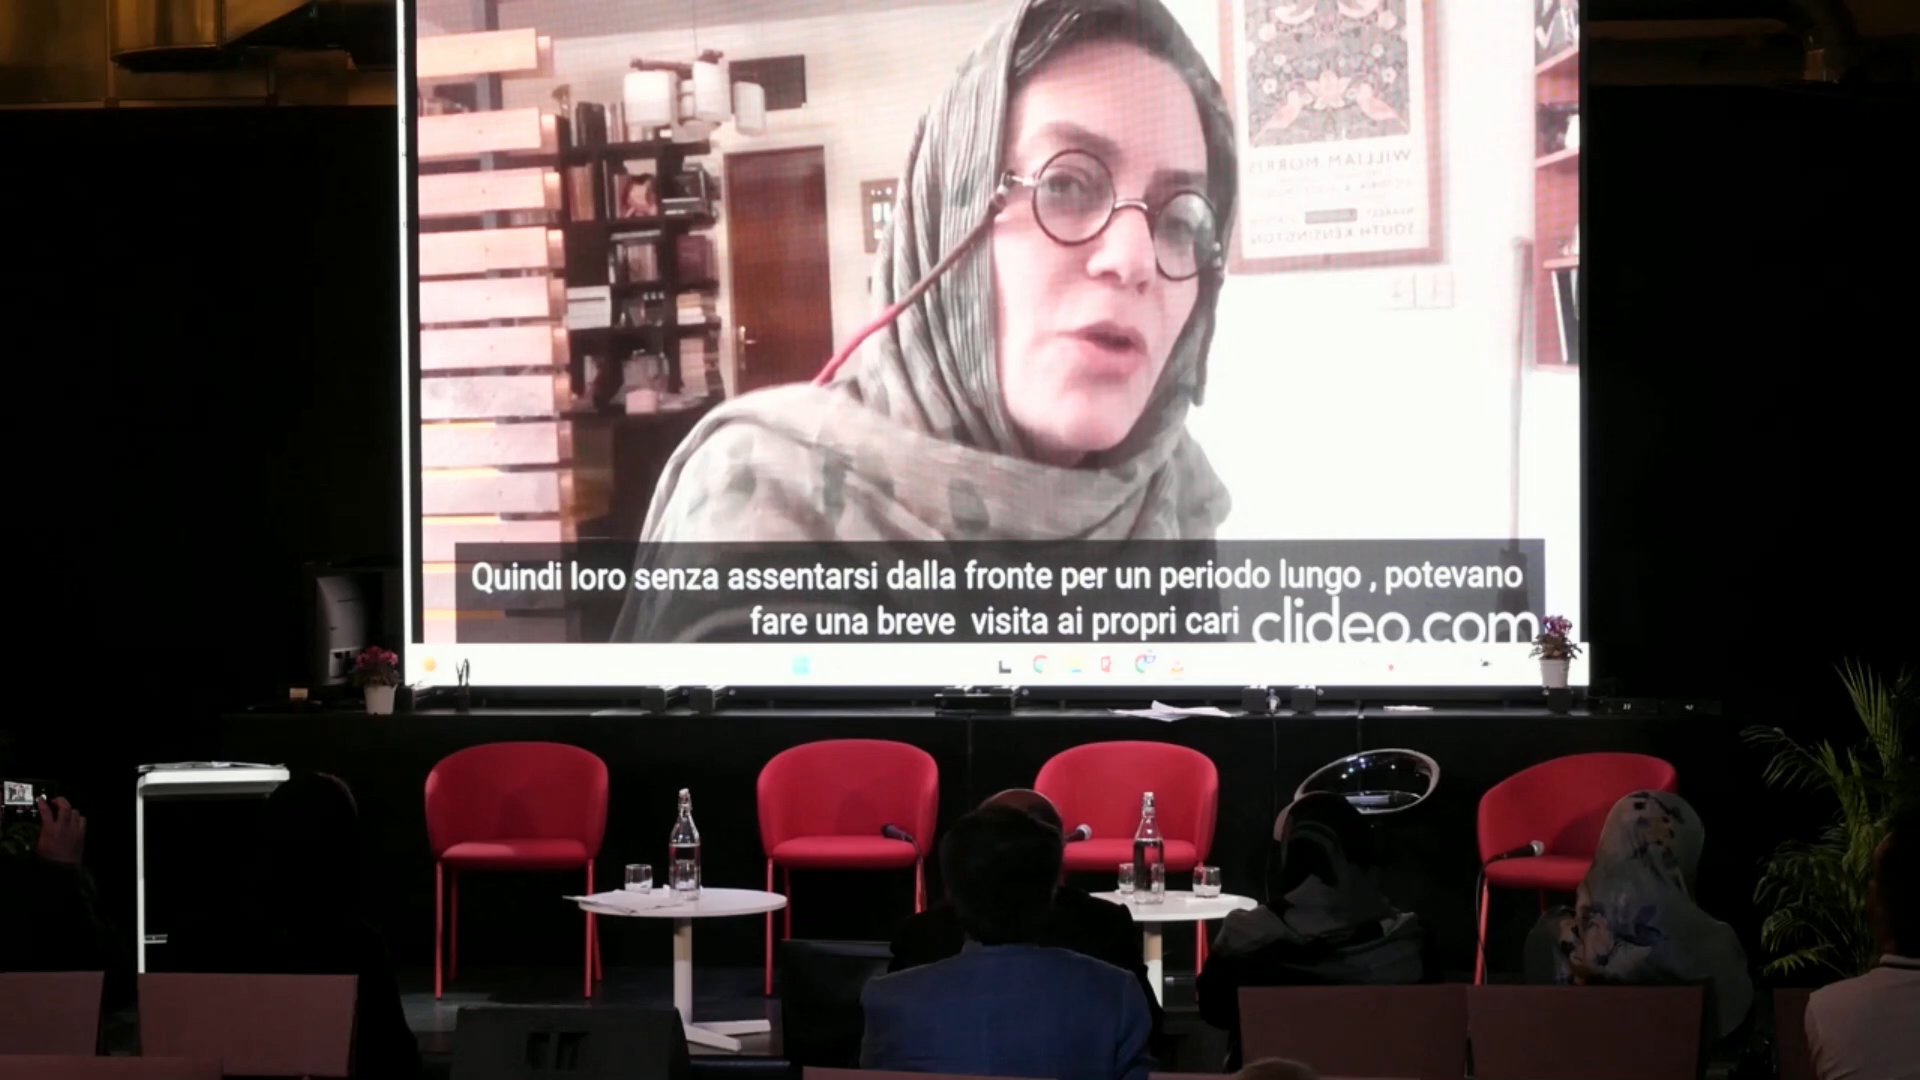 WILLIAM MORRIS
SOUTH KENSINGTON
Quindi loro senza assentarsi dalla fronte per un periodo lungo , potevano
fare una breve visita ai propri cari
clideo.com